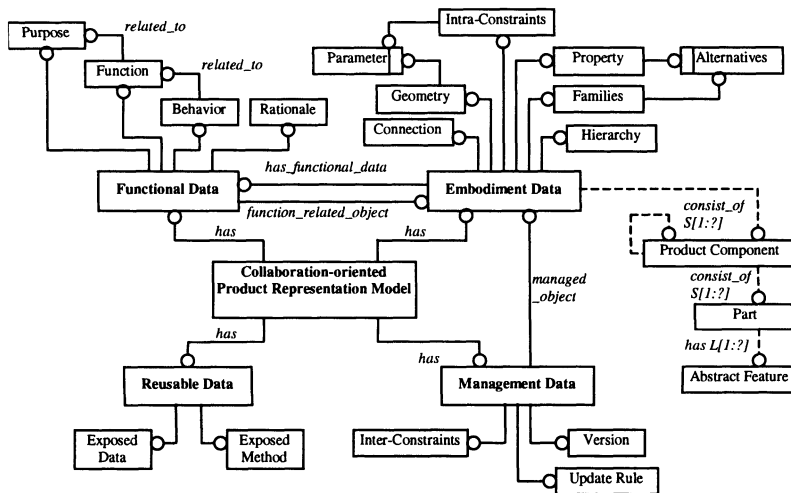 Intra-Constraints
related_to
Purpose
Parameter
Property
Alternatives
Function
related_to
Geometry
Families
Behavior
Rationale
Connection
Hierarchy
has_functional_data
Functional Data
Embodiment Data
function_related_object
consist_of
S[1:?]
has
has
Product Component
Collaboration-oriented
Product Representation Model
managed
_object
consist_of
S[1:?]
Part
has
has
has L[1:?]
Reusable Data
Management Data
Abstract Feature
Exposed
Data
Exposed
Method
Inter-Constraints
Version
Update Rule